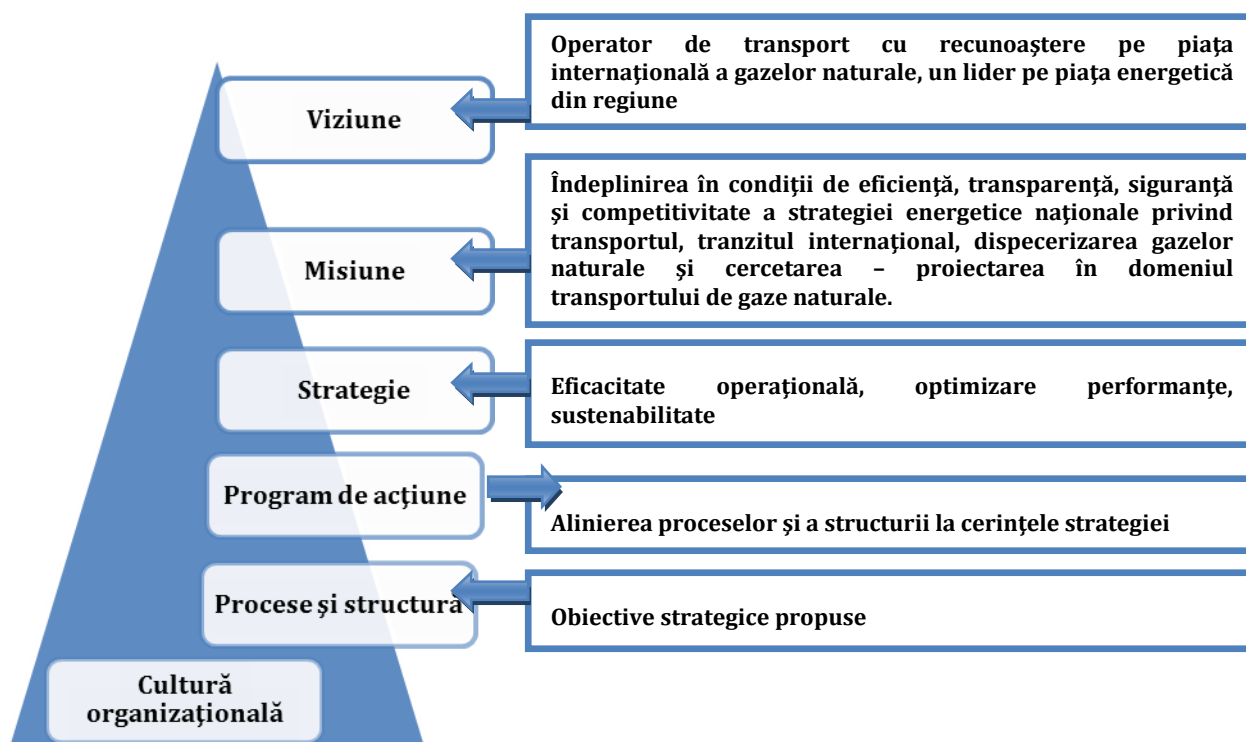 Viziune
Operator de transport cu recunoaştere pe piaţa
internaţională a gazelor naturale, un lider pe piaţa energetică
din regiune
Misiune
Îndeplinirea în condiţii de eficienţă, transparenţă, siguranţă
şi competitivitate a strategiei energetice naţionale privind
transportul, tranzitul internaţional, dispecerizarea gazelor
naturale şi cercetarea – proiectarea în domeniul
transportului de gaze naturale.
Strategie
Eficacitate operaţională, optimizare performanţe,
sustenabilitate
Program de acţiune
Alinierea proceselor şi a structurii la cerinţele strategiei
Procese şi structură
Obiective strategice propuse
Cultură
organizaţională